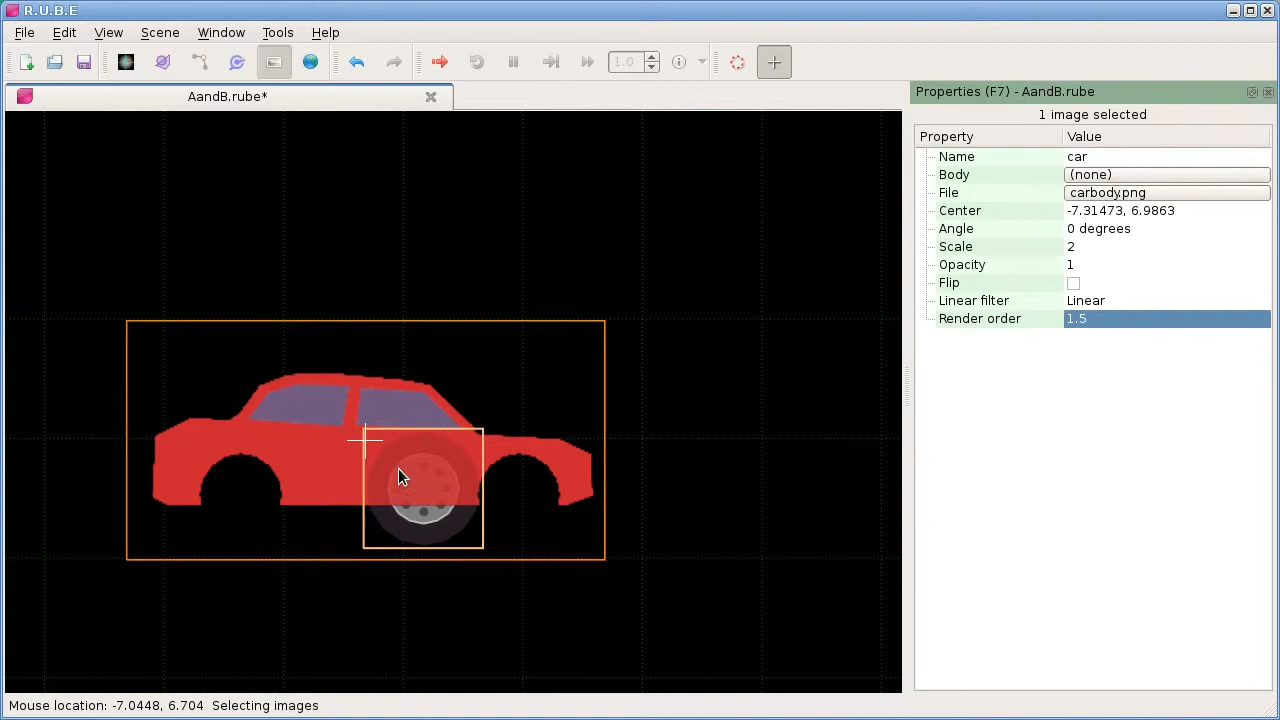 R.U.B.E
File Edit View Scene Window Tools Help
1.0
AandB.rube*
Properties (F7) - AandB.rube
1 image selected
Property Value
Name car
Body (none)
File carbody.png
Center -7.31473, 6.9863
Angle 0 degrees
Scale 2
Opacity 1
Flip
Linear filter Linear
Render order 1.5
Mouse location: -7.0448, 6.704 Selecting images